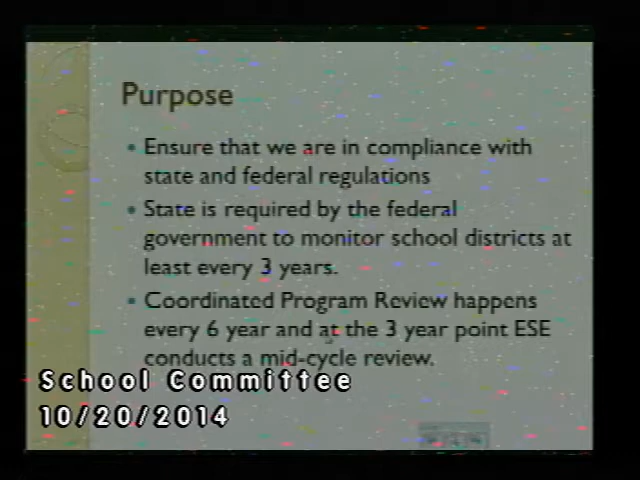 Purpose
• Ensure that we are in compliance with
state and federal regulations
• State is required by the federal
government to monitor school districts at
least every 3 years.
• Coordinated Program Review happens
every 6 year and at the 3 year point ESE
conducts a mid-cycle review.
School Committee
10/20/2014